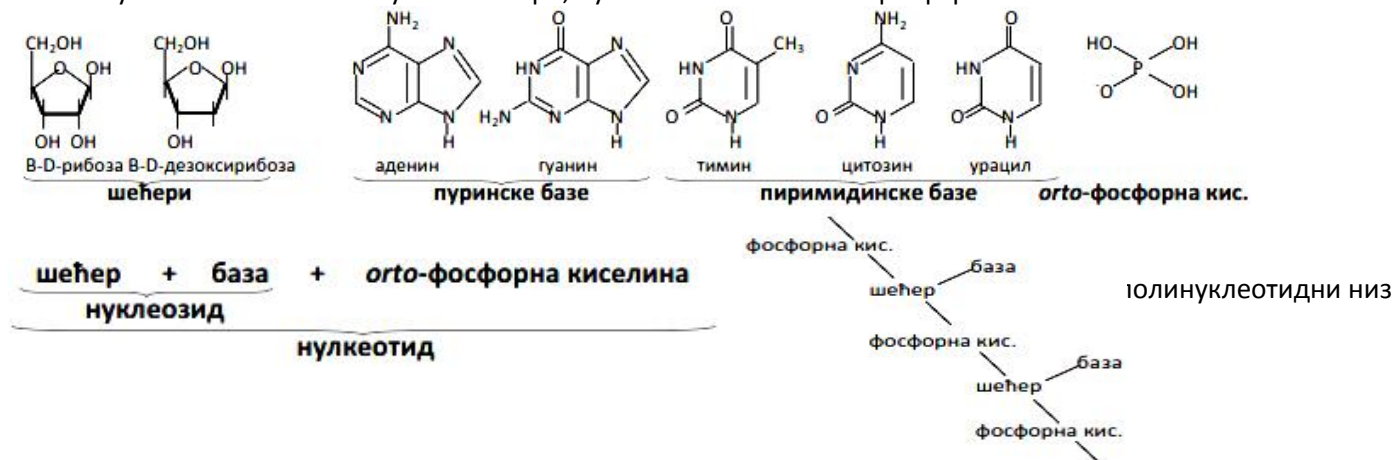 NH₂ O O NH₂ O
CH₂OH CH₂OH N N HN N HN CH₃ N HN HO OH
O OH O OH N N H₂N N N O N O N O N P
H H H H H O OH
OH OH OH
B-D-рибоза B-D-дезоксирибоза аденин гуанин тимин цитозин урацил
шећери пуринске базе пиримидинске базе orto-фосфорна кис.
шећер + база + orto-фосфорна киселина
нуклеозид
нулкеотид
фосфорна кис.
база
шећер
фосфорна кис.
база
шећер
фосфорна кис.
олинуклеотидни низ